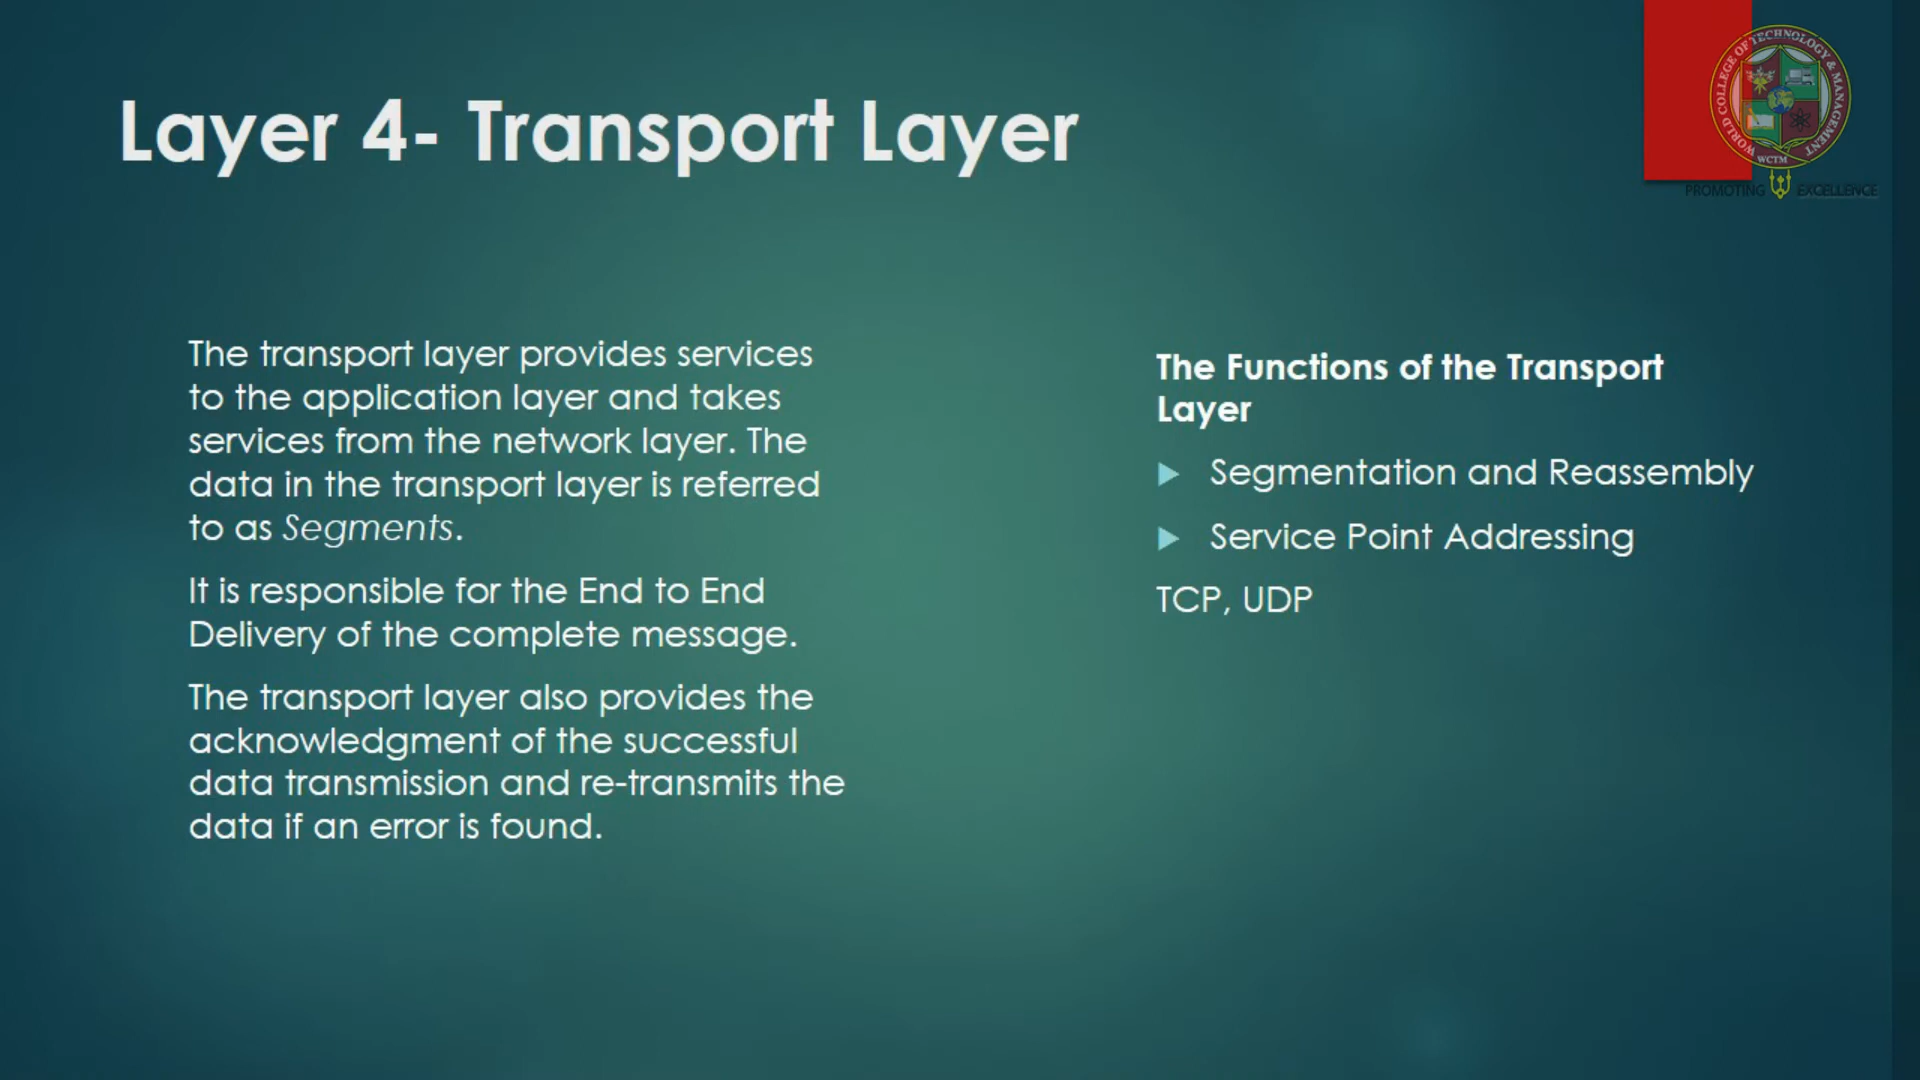 Layer 4- Transport Layer
WORLD COLLEGE OF TECHNOLOGY & MANAGEMENT
WCTM
PROMOTING EXCELLENCE
The transport layer provides services
to the application layer and takes
services from the network layer. The
data in the transport layer is referred
to as Segments.
It is responsible for the End to End
Delivery of the complete message.
The transport layer also provides the
acknowledgment of the successful
data transmission and re-transmits the
data if an error is found.
The Functions of the Transport
Layer
Segmentation and Reassembly
Service Point Addressing
TCP, UDP